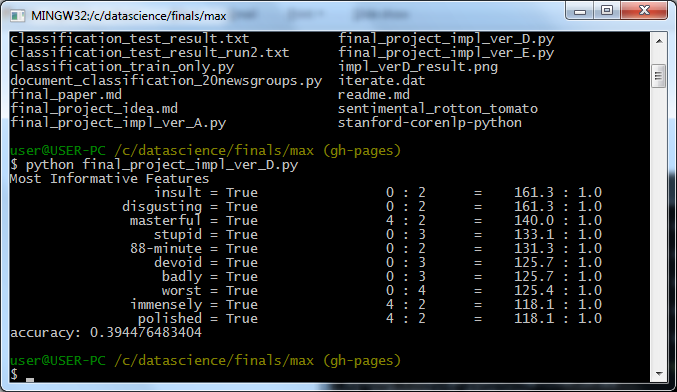 MINGW32:/c/datascience/finals/max
classification_test_result.txt final_project_impl_ver_D.py
classification_test_result_run2.txt final_project_impl_ver_E.py
classification_train_only.py impl_verD_result.png
document_classification_20newsgroups.py iterate.dat
final_paper.md readme.md
final_project_idea.md sentimental_rotton_tomato
final_project_impl_ver_A.py stanford-corenlp-python
user@USER-PC /c/datascience/finals/max (gh-pages)
$ python final_project_impl_ver_D.py
Most Informative Features
insult = True 0 : 2 = 161.3 : 1.0
disgusting = True 0 : 2 = 161.3 : 1.0
masterful = True 4 : 2 = 140.0 : 1.0
stupid = True 0 : 3 = 133.1 : 1.0
88-minute = True 0 : 2 = 131.3 : 1.0
devoid = True 0 : 3 = 125.7 : 1.0
badly = True 0 : 3 = 125.7 : 1.0
worst = True 0 : 4 = 125.4 : 1.0
immensely = True 4 : 2 = 118.1 : 1.0
polished = True 4 : 2 = 118.1 : 1.0
accuracy: 0.394476483404
user@USER-PC /c/datascience/finals/max (gh-pages)
$